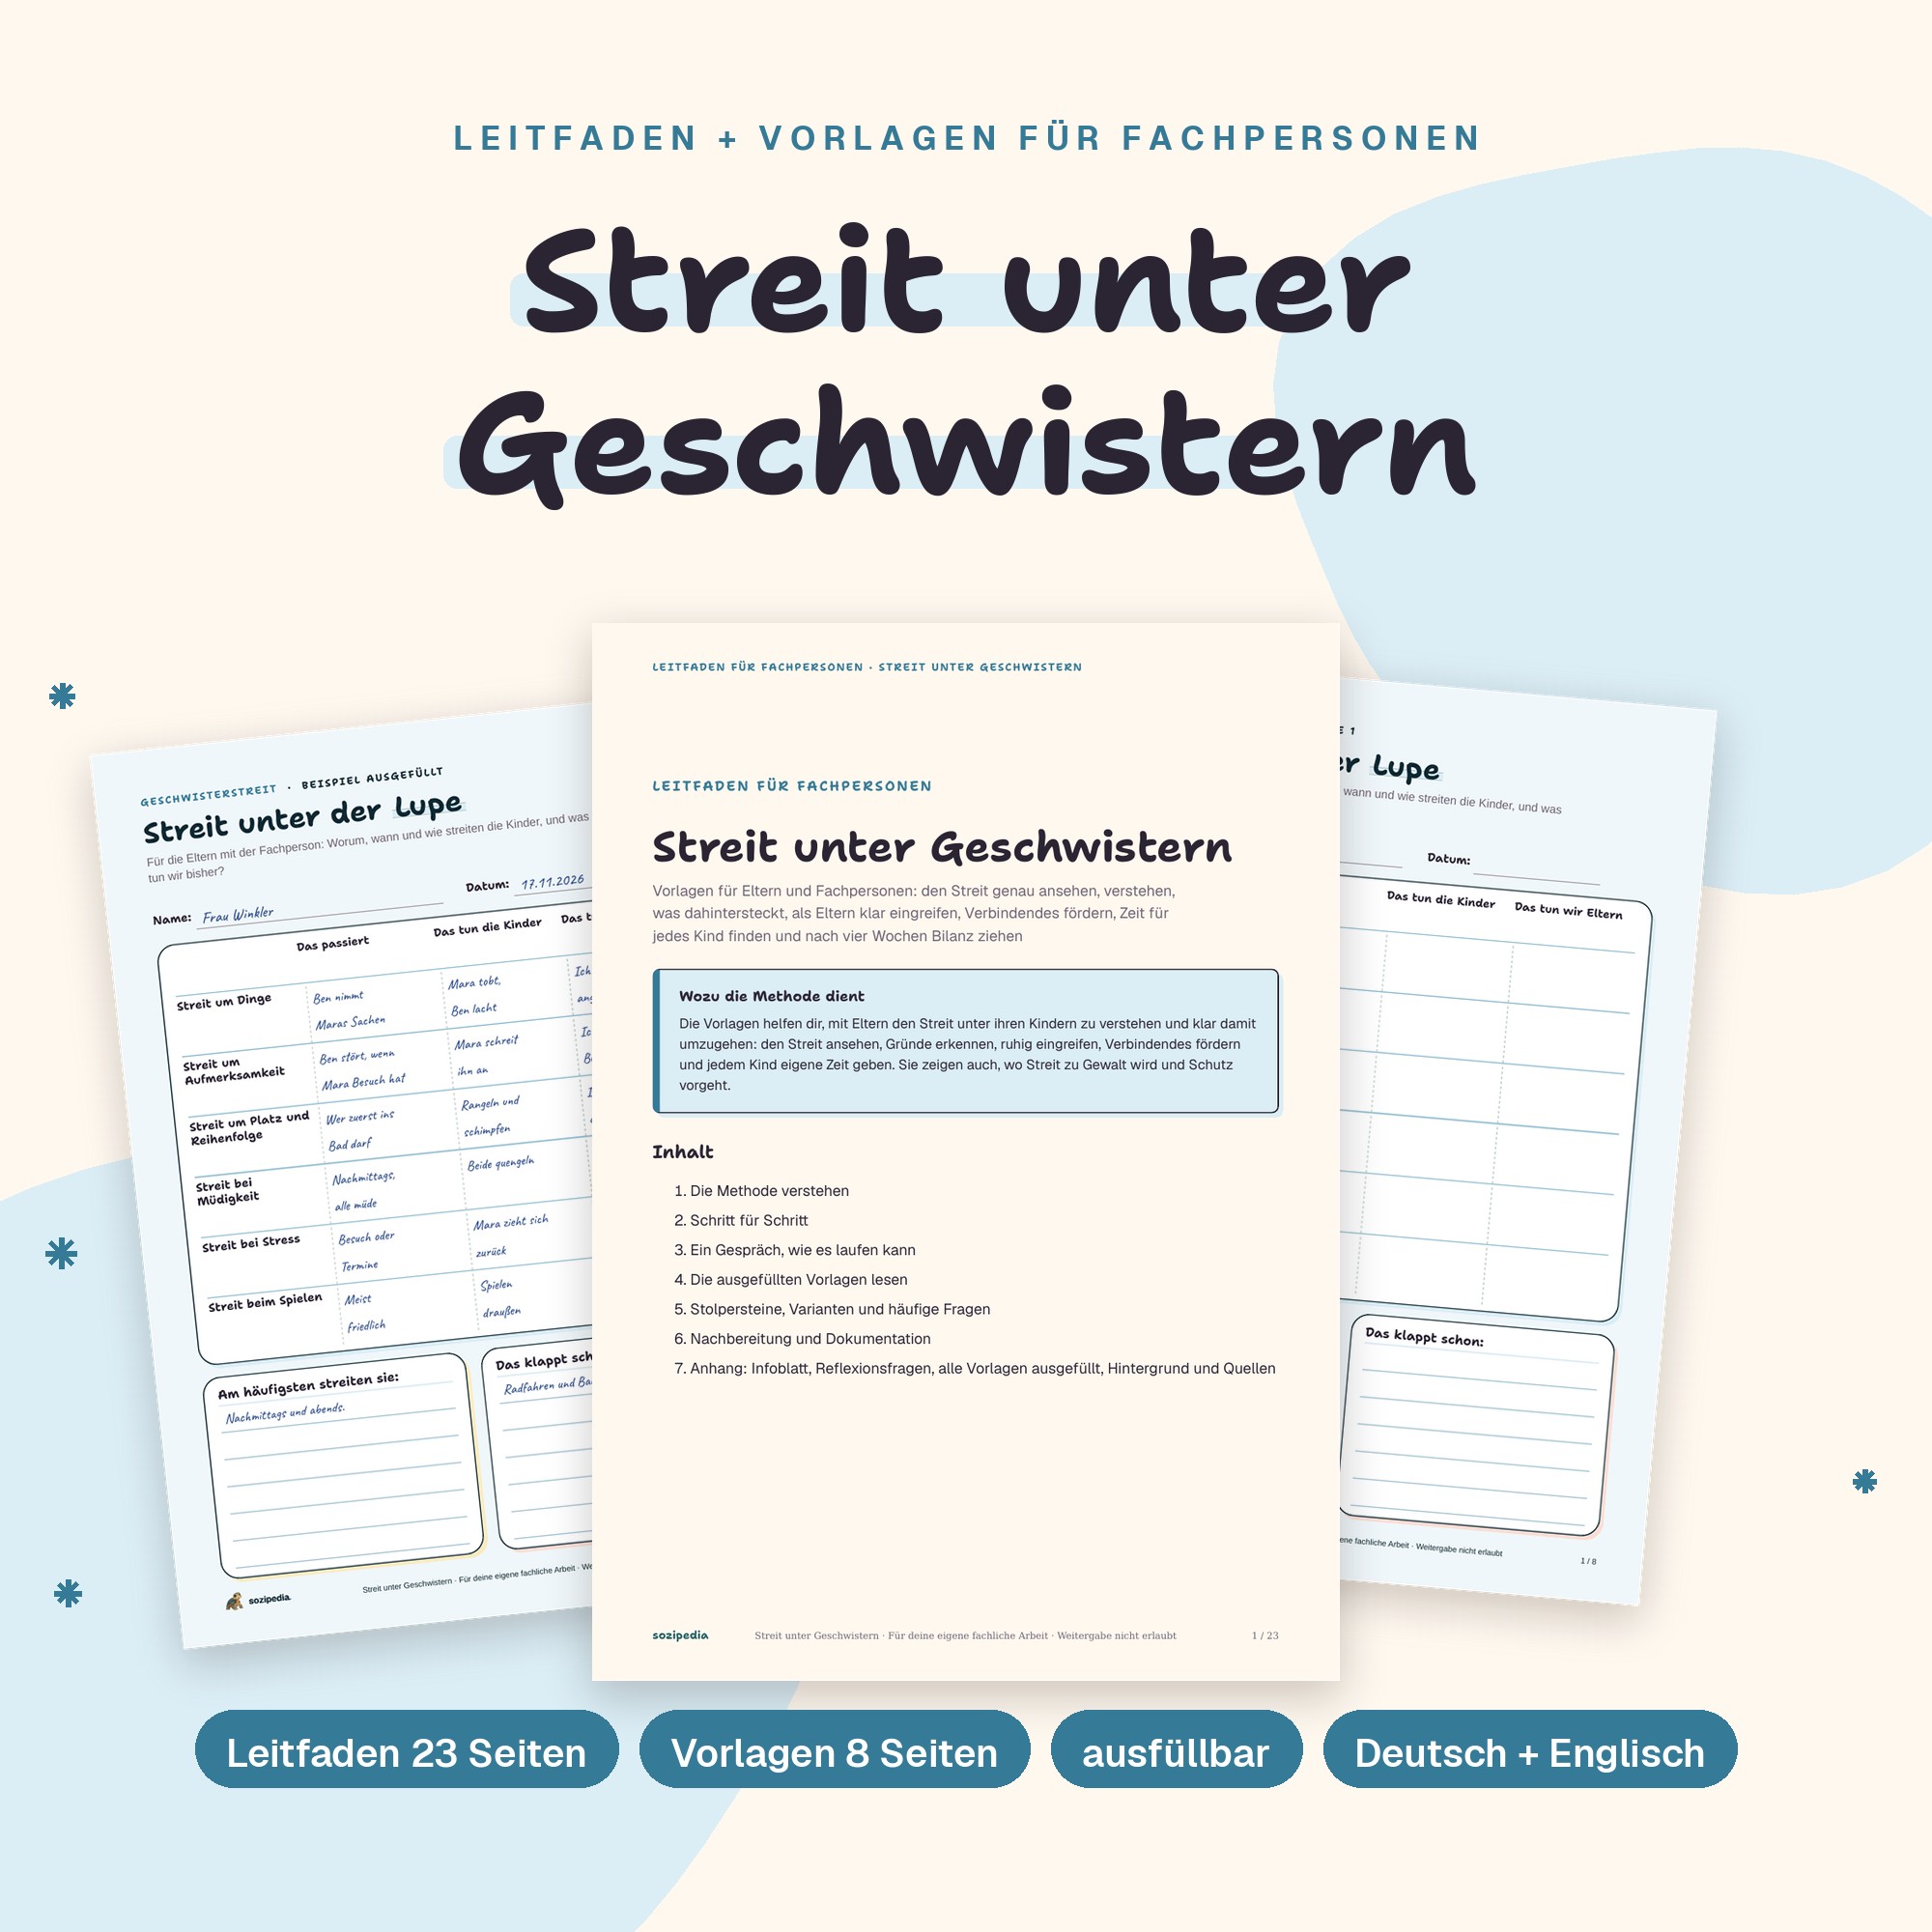 LEITFADEN + VORLAGEN FÜR FACHPERSONEN
Streit unter
Geschwistern
GESCHWISTERSTREIT · BEISPIEL AUSGEFÜLLT
Streit unter der Lupe
Für die Eltern mit der Fachperson: Worum, wann und wie streiten die Kinder, und was
tun wir bisher?
Name: Frau Winkler
Datum: 17.11.2026
Das passiert
Das tun die Kinder
Streit um Dinge
Ben nimmt
Maras Sachen
Mara tobt,
Ben lacht
Ich
Streit um
Aufmerksamkeit
Ben stört, wenn
Mara Besuch hat
Mara schreit
ihn an
Streit um Platz und
Reihenfolge
Wer zuerst ins
Bad darf
Rangeln und
schimpfen
Streit bei
Müdigkeit
Nachmittags,
alle müde
Beide quengeln
Streit bei Stress
Besuch oder
Termine
Mara zieht sich
zurück
Streit beim Spielen
Meist
friedlich
Spielen
draußen
Am häufigsten streiten sie:
Nachmittags und abends.
Das klappt
Radfahren und
sozipedia.
Streit unter Geschwistern · Für deine eigene fachliche Arbeit
LEITFADEN FÜR FACHPERSONEN · STREIT UNTER GESCHWISTERN
LEITFADEN FÜR FACHPERSONEN
Streit unter Geschwistern
Vorlagen für Eltern und Fachpersonen: den Streit genau ansehen, verstehen,
was dahintersteckt, als Eltern klar eingreifen, Verbindendes fördern, Zeit für
jedes Kind finden und nach vier Wochen Bilanz ziehen
Wozu die Methode dient
Die Vorlagen helfen dir, mit Eltern den Streit unter ihren Kindern zu verstehen und klar damit
umzugehen: den Streit ansehen, Gründe erkennen, ruhig eingreifen, Verbindendes fördern
und jedem Kind eigene Zeit geben. Sie zeigen auch, wo Streit zu Gewalt wird und Schutz
vorgeht.
Inhalt
1. Die Methode verstehen
2. Schritt für Schritt
3. Ein Gespräch, wie es laufen kann
4. Die ausgefüllten Vorlagen lesen
5. Stolpersteine, Varianten und häufige Fragen
6. Nachbereitung und Dokumentation
7. Anhang: Infoblatt, Reflexionsfragen, alle Vorlagen ausgefüllt, Hintergrund und Quellen
sozipedia
Streit unter Geschwistern · Für deine eigene fachliche Arbeit · Weitergabe nicht erlaubt
1 / 23
Lupe
wann und wie streiten die Kinder, und was
Datum:
Das tun die Kinder
Das tun wir Eltern
Das klappt schon:
fachliche Arbeit · Weitergabe nicht erlaubt
1 / 8
Leitfaden 23 Seiten
Vorlagen 8 Seiten
ausfüllbar
Deutsch + Englisch